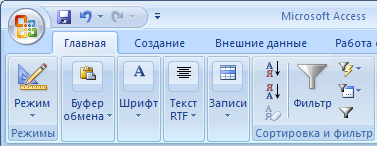 Microsoft Access
Главная Создание Внешние данные Работа с
А
Я
Я
А
A
Режим Буфер обмена Шрифт Текст RTF Записи Фильтр
Режимы Сортировка и фильтр